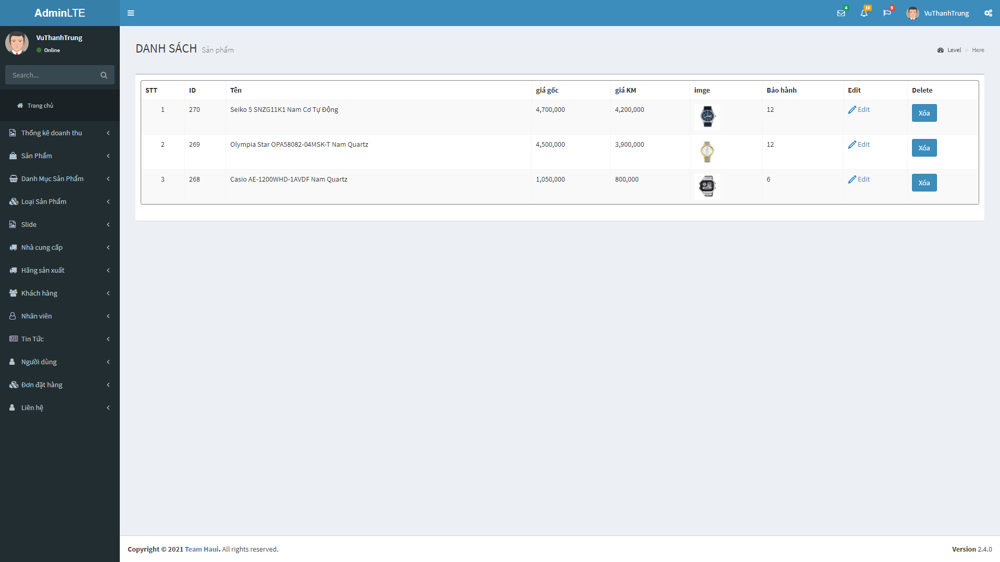 AdminLTE
4
10
9
VuThanhTrung
VuThanhTrung
Online
Search...
Trang chủ
Thống kê doanh thu
Sản Phẩm
Danh Mục Sản Phẩm
Loại Sản Phẩm
Slide
Nhà cung cấp
Hãng sản xuất
Khách hàng
Nhân viên
Tin Tức
Người dùng
Đơn đặt hàng
Liên hệ
DANH SÁCH Sản phẩm
Level > Here
STT ID Tên giá gốc giá KM imge Bảo hành Edit Delete
1 270 Seiko 5 SNZG11K1 Nam Cơ Tự Động 4,700,000 4,200,000 12 Edit Xóa
2 269 Olympia Star OPA58082-04MSK-T Nam Quartz 4,500,000 3,900,000 12 Edit Xóa
3 268 Casio AE-1200WHD-1AVDF Nam Quartz 1,050,000 800,000 6 Edit Xóa
Copyright © 2021 Team Haui. All rights reserved.
Version 2.4.0